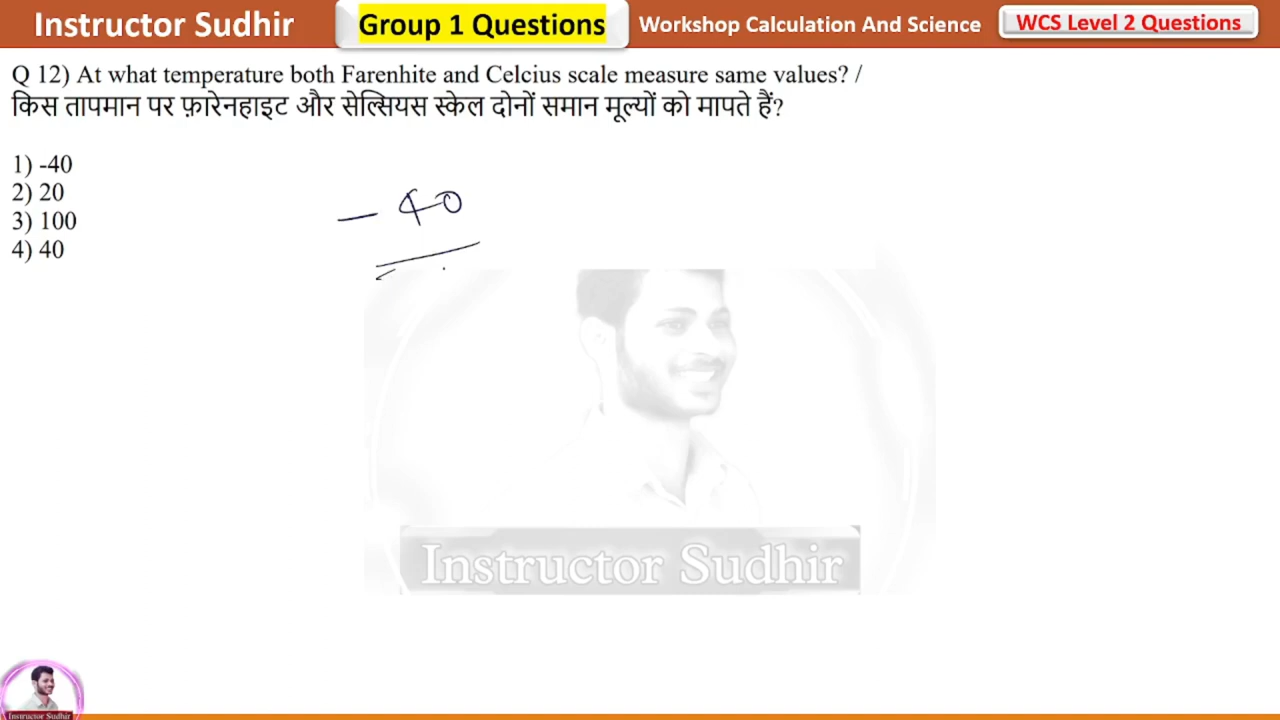 Instructor Sudhir
Group 1 Questions
Workshop Calculation And Science
WCS Level 2 Questions
Q 12) At what temperature both Farenhite and Celcius scale measure same values? /
किस तापमान पर फ़ारेनहाइट और सेल्सियस स्केल दोनों समान मूल्यों को मापते हैं?
1) -40
2) 20
3) 100
4) 40
- 40
Instructor Sudhir
Instructor Sudhir